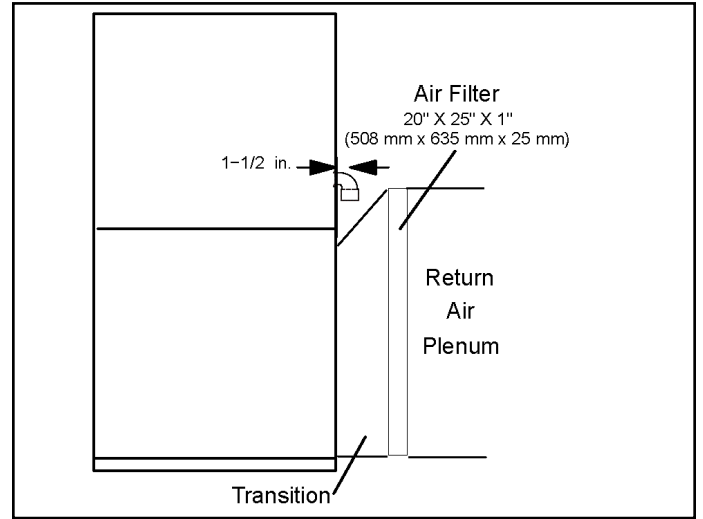 Air Filter
20" X 25" X 1"
(508 mm x 635 mm x 25 mm)
1−1/2 in.
Return
Air
Plenum
Transition